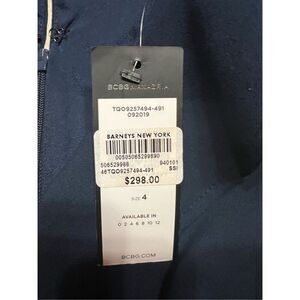 BCBGMAXAZRIA
TQO9257494-491
092019
BARNEYS NEW YORK
00505065299890
506529988 940101
46TQO9257494-491 SSI
$298.00
SIZE 4
AVAILABLE IN
0 2 4 6 8 10 12
BCBG.COM